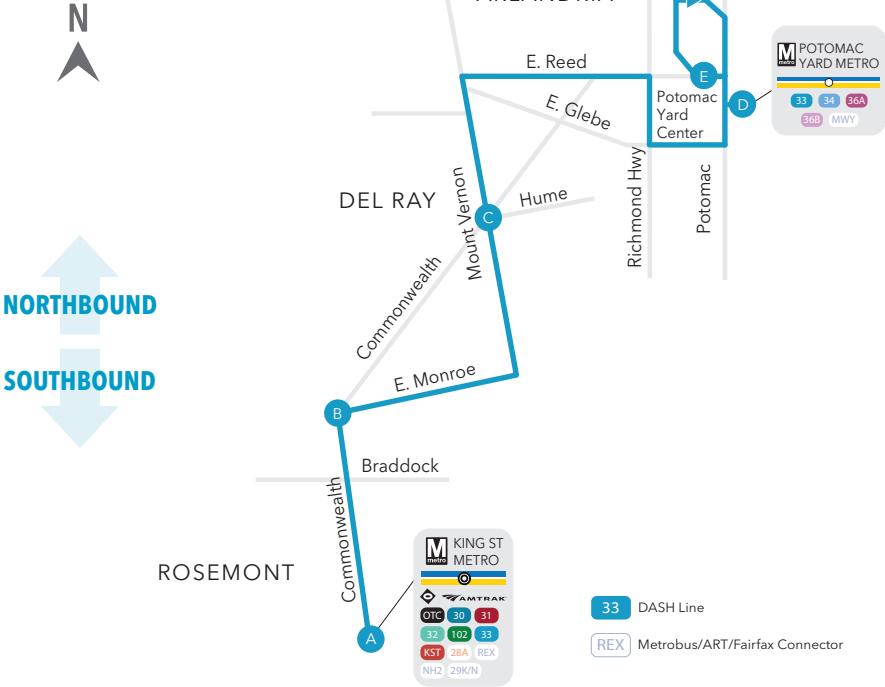 N
E. Reed
E
POTOMAC
YARD METRO
metro
33 34 36A
36B MWY
D
Potomac
Yard
Center
E. Glebe
DEL RAY
Mount Vernon
C
Hume
Richmond Hwy
Potomac
Commonwealth
NORTHBOUND
SOUTHBOUND
E. Monroe
B
Braddock
Commonwealth
ROSEMONT
KING ST
METRO
metro
AMTRAK
OTC 30 31
32 102 33
KST 28A REX
NH2 29K/N
A
33 DASH Line
REX Metrobus/ART/Fairfax Connector